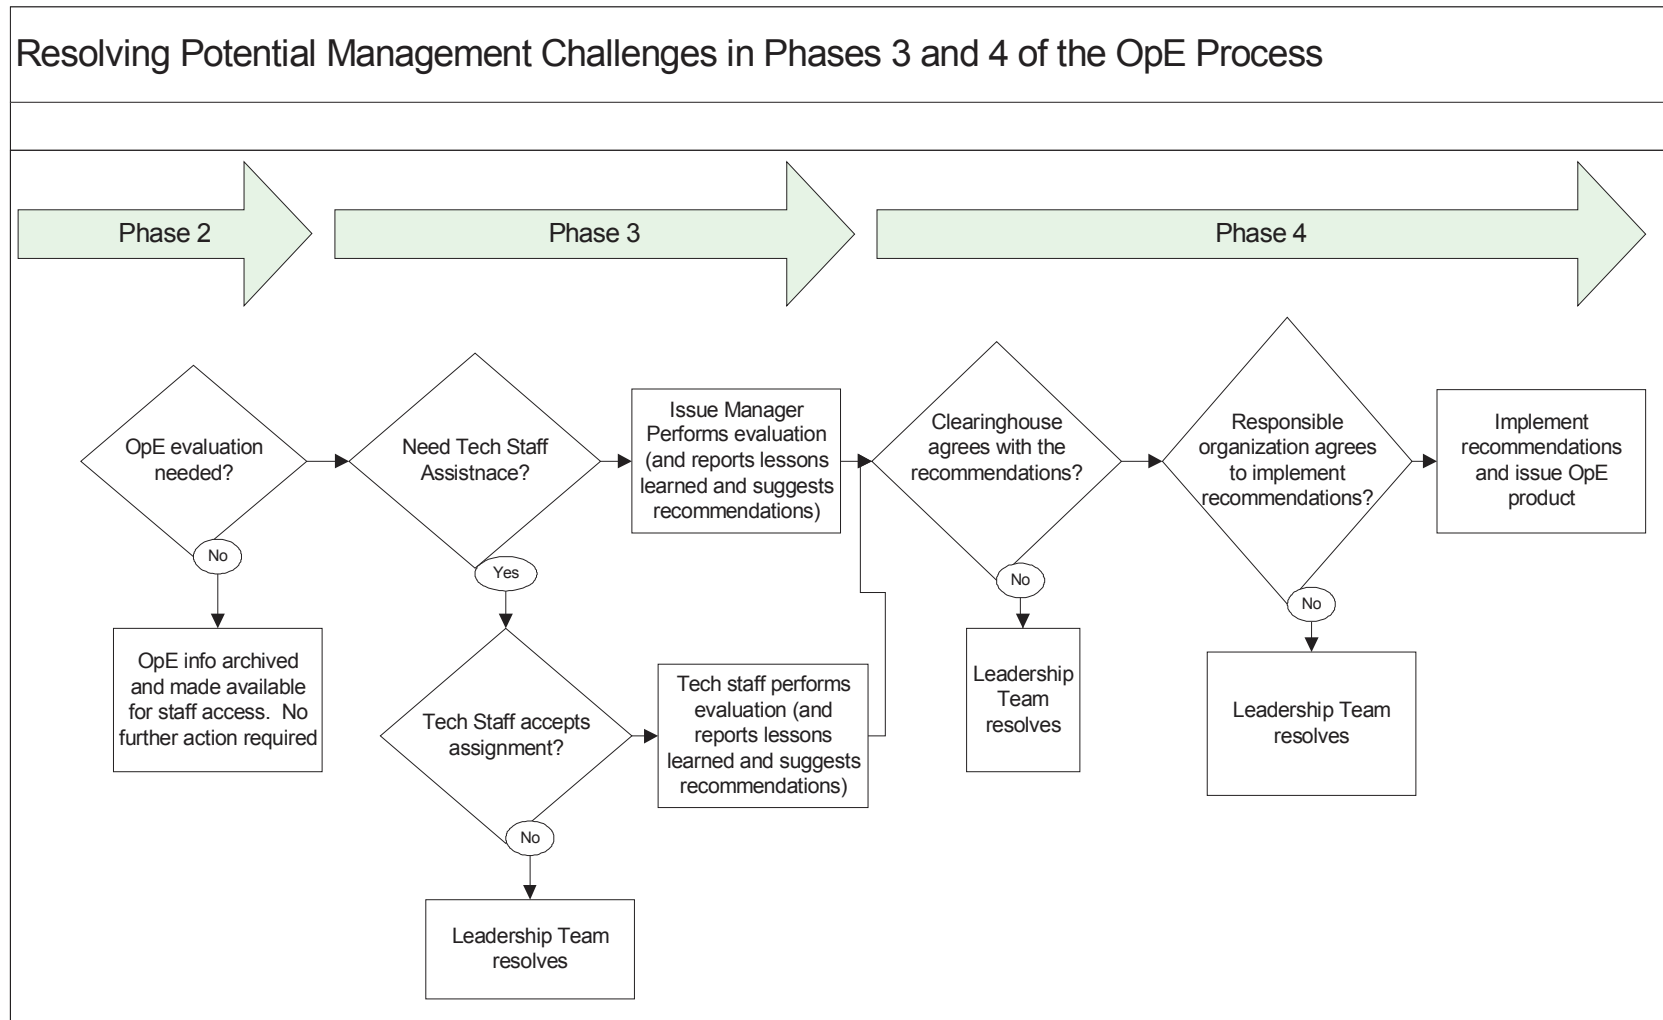 Resolving Potential Management Challenges in Phases 3 and 4 of the OpE Process
Phase 2
Phase 3
Phase 4
OpE evaluation
needed?
No
OpE info archived
and made available
for staff access.  No
further action required
Need Tech Staff
Assistnace?
Yes
Tech Staff accepts
assignment?
No
Leadership Team
resolves
Issue Manager
Performs evaluation
(and reports lessons
learned and suggests
recommendations)
Tech staff performs
evaluation (and
reports lessons
learned and suggests
recommendations)
Clearinghouse
agrees with the
recommendations?
No
Leadership
Team
resolves
Responsible
organization agrees
to implement
recommendations?
No
Leadership Team
resolves
Implement
recommendations
and issue OpE
product